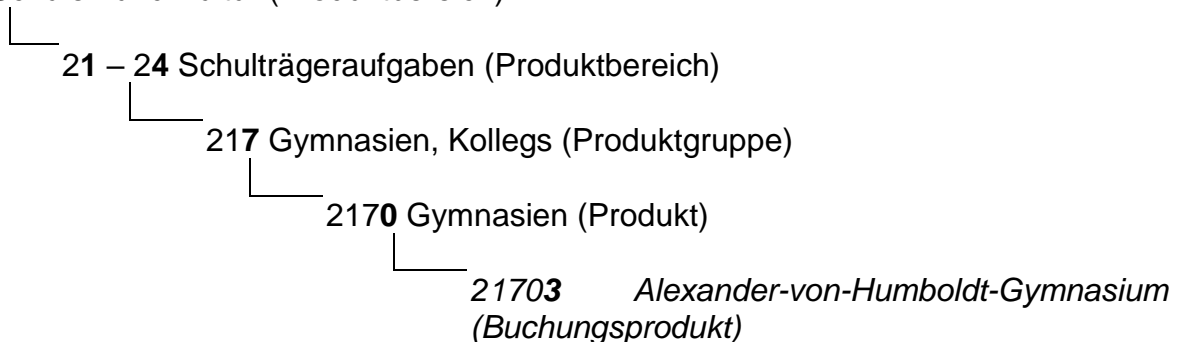 21 – 24 Schulträgeraufgaben (Produktbereich)
217 Gymnasien, Kollegs (Produktgruppe)
2170 Gymnasien (Produkt)
21703 Alexander-von-Humboldt-Gymnasium
(Buchungsprodukt)